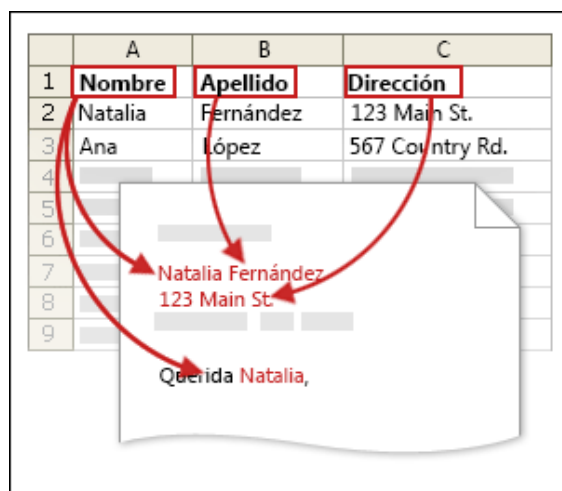 A B C
1 Nombre Apellido Dirección
2 Natalia Fernández 123 Main St.
3 Ana López 567 Country Rd.
4
5
6
7
8
9
Natalia Fernández
123 Main St.
Querida Natalia,